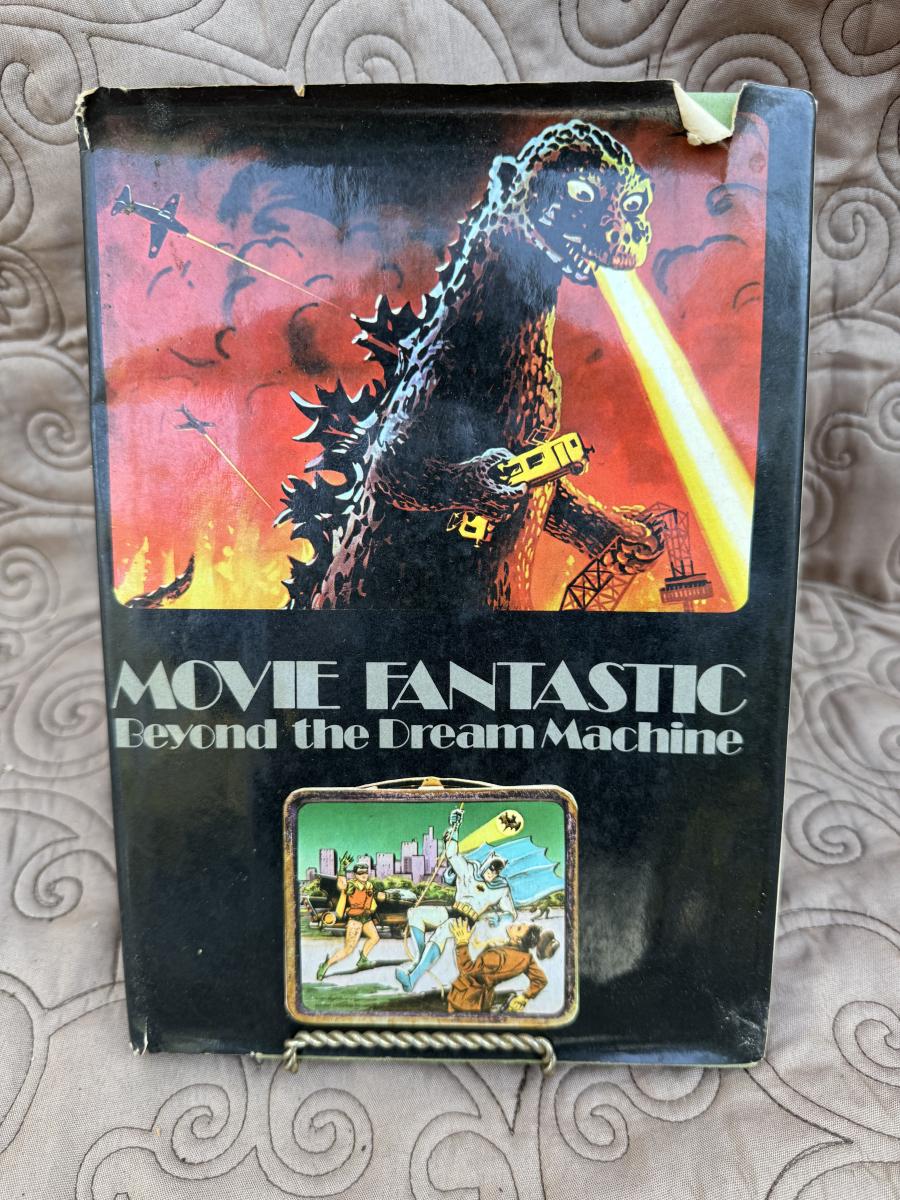 MOVIE FANTASTIC
Beyond the Dream Machine